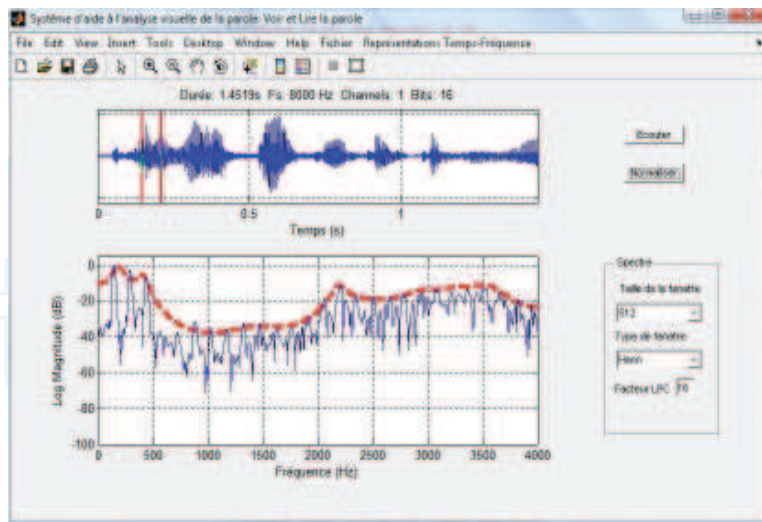 Système d'aide à l'analyse visuelle de la parole: Voir et Lire la parole
File Edit View Insert Tools Desktop Window Help Fichier Représentations Temps-Fréquence
Durée: 1.4519s Fs: 8000 Hz Channels: 1 Bits: 16
Ecouter
Normaliser
0 0.5 1
Temps (s)
Spectre
Taille de la fenêtre
512
Type de fenêtre
Hann
Facteur LPC 16
Log Magnitude (dB)
0
-20
-40
-60
-80
-100
0 500 1000 1500 2000 2500 3000 3500 4000
Fréquence (Hz)